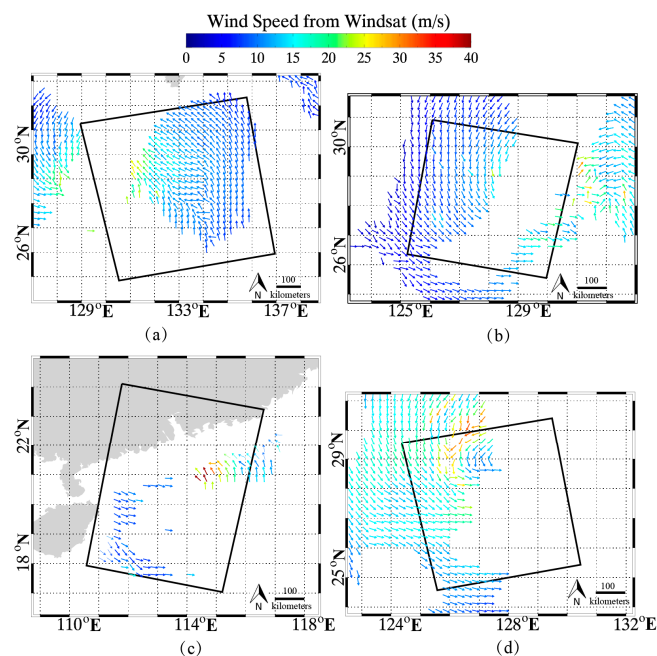 Wind Speed from Windsat (m/s)
0 5 10 15 20 25 30 35 40
30°N
26°N
100
kilometers
N
129°E 133°E 137°E
(a)
30°N
26°N
100
kilometers
N
125°E 129°E
(b)
22°N
18°N
100
kilometers
N
110°E 114°E 118°E
(c)
29°N
25°N
100
kilometers
N
124°E 128°E 132°E
(d)